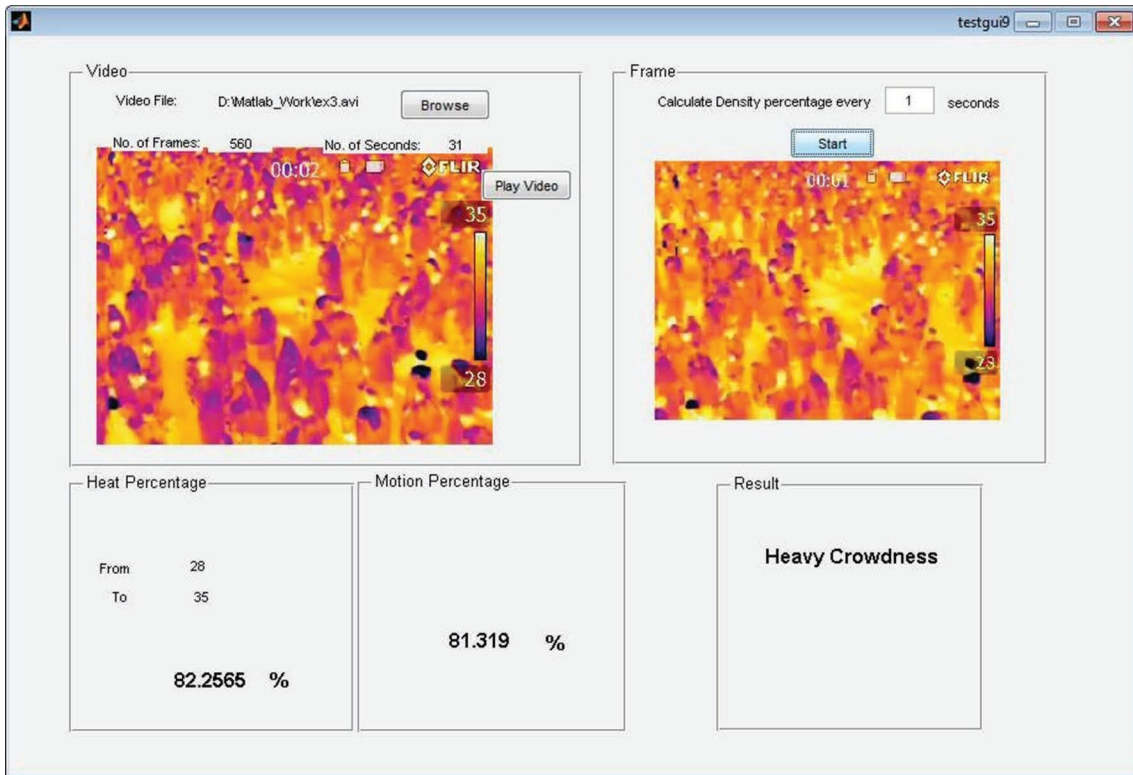 testgui9
Video
Video File: D:\Matlab_Work\ex3.avi Browse
No. of Frames: 560 No. of Seconds: 31
00:02 FLIR
Play Video
35
28
Frame
Calculate Density percentage every 1 seconds
Start
00:01 FLIR
35
28
Heat Percentage
From 28
To 35
82.2565 %
Motion Percentage
81.319 %
Result
Heavy Crowdness